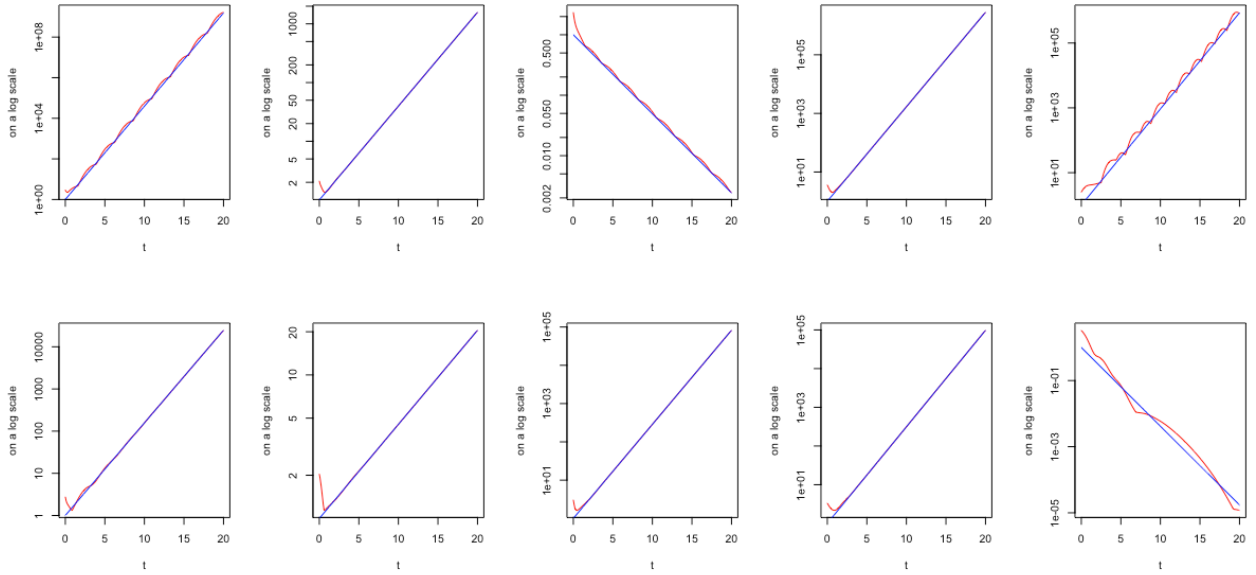 on a log scale
1e+00 1e+04 1e+08
0 5 10 15 20
t
on a log scale
2 5 20 50 200 1000
0 5 10 15 20
t
on a log scale
0.002 0.010 0.050 0.500
0 5 10 15 20
t
on a log scale
1e+01 1e+03 1e+05
0 5 10 15 20
t
on a log scale
1e+01 1e+03 1e+05
0 5 10 15 20
t
on a log scale
1 10 100 1000 10000
0 5 10 15 20
t
on a log scale
2 5 10 20
0 5 10 15 20
t
on a log scale
1e+01 1e+03 1e+05
0 5 10 15 20
t
on a log scale
1e+01 1e+03 1e+05
0 5 10 15 20
t
on a log scale
1e-05 1e-03 1e-01
0 5 10 15 20
t